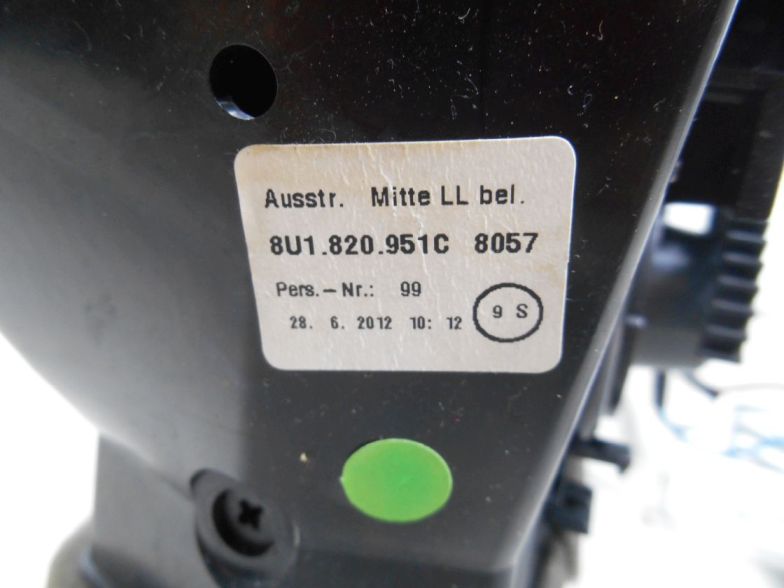 Ausstr. Mitte LL bel.
8U1.820.951C 8057
Pers.-Nr.: 99
28. 6. 2012 10: 12
9 S